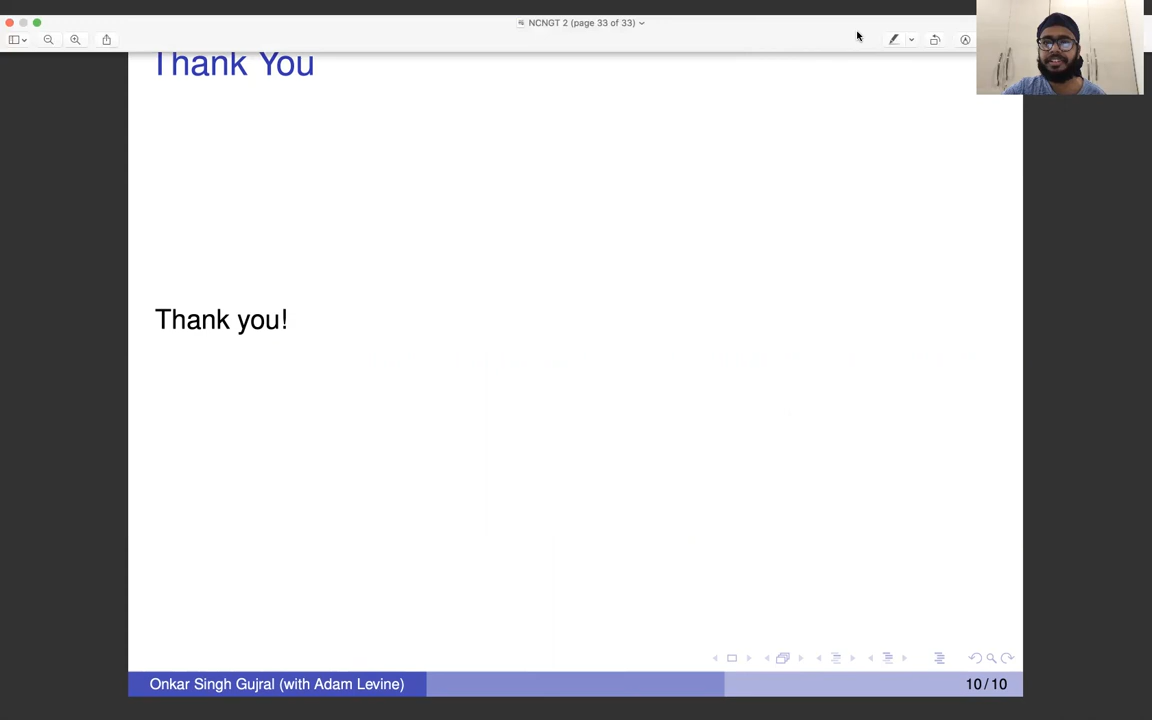 NCNGT 2 (page 33 of 33)
Thank You
Thank you!
Onkar Singh Gujral (with Adam Levine)
10/10